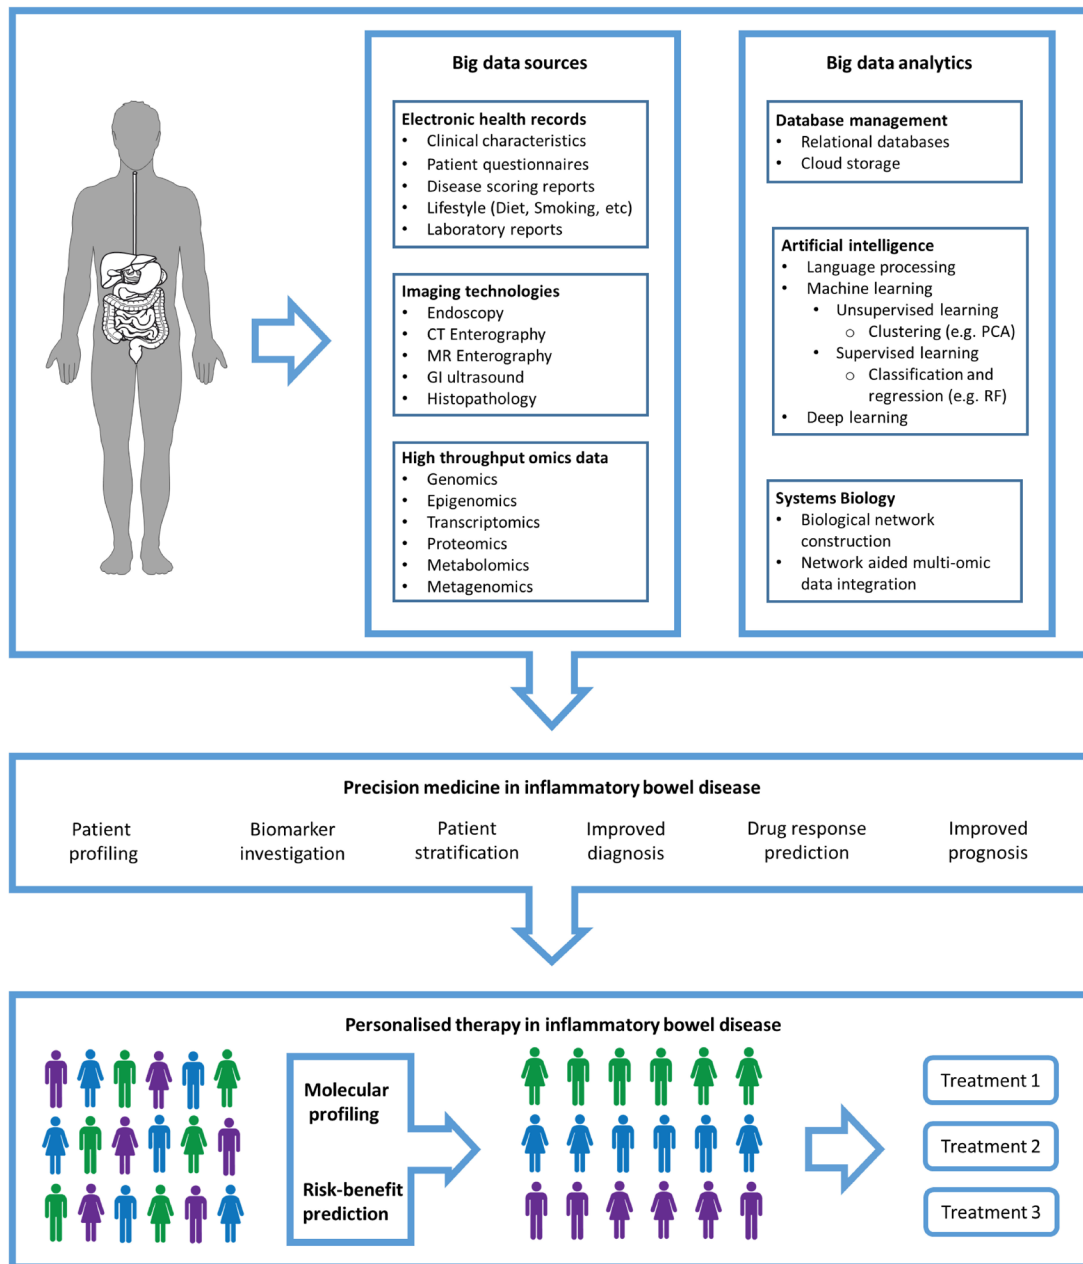 Big data sources
Electronic health records
• Clinical characteristics
• Patient questionnaires
• Disease scoring reports
• Lifestyle (Diet, Smoking, etc)
• Laboratory reports
Imaging technologies
• Endoscopy
• CT Enterography
• MR Enterography
• GI ultrasound
• Histopathology
High throughput omics data
• Genomics
• Epigenomics
• Transcriptomics
• Proteomics
• Metabolomics
• Metagenomics
Big data analytics
Database management
• Relational databases
• Cloud storage
Artificial intelligence
• Language processing
• Machine learning
• Unsupervised learning
o Clustering (e.g. PCA)
• Supervised learning
o Classification and
regression (e.g. RF)
• Deep learning
Systems Biology
• Biological network
construction
• Network aided multi-omic
data integration
Precision medicine in inflammatory bowel disease
Patient
profiling
Biomarker
investigation
Patient
stratification
Improved
diagnosis
Drug response
prediction
Improved
prognosis
Personalised therapy in inflammatory bowel disease
Molecular
profiling
Risk-benefit
prediction
Treatment 1
Treatment 2
Treatment 3